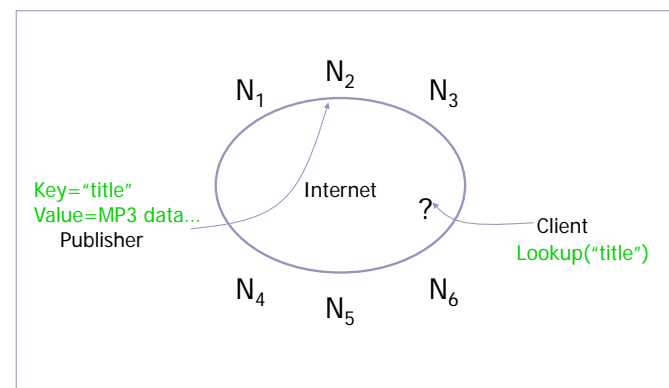 N₂
N₁
N₃
Key="title"
Value=MP3 data...
Publisher
Internet
?
Client
Lookup("title")
N₄
N₅
N₆